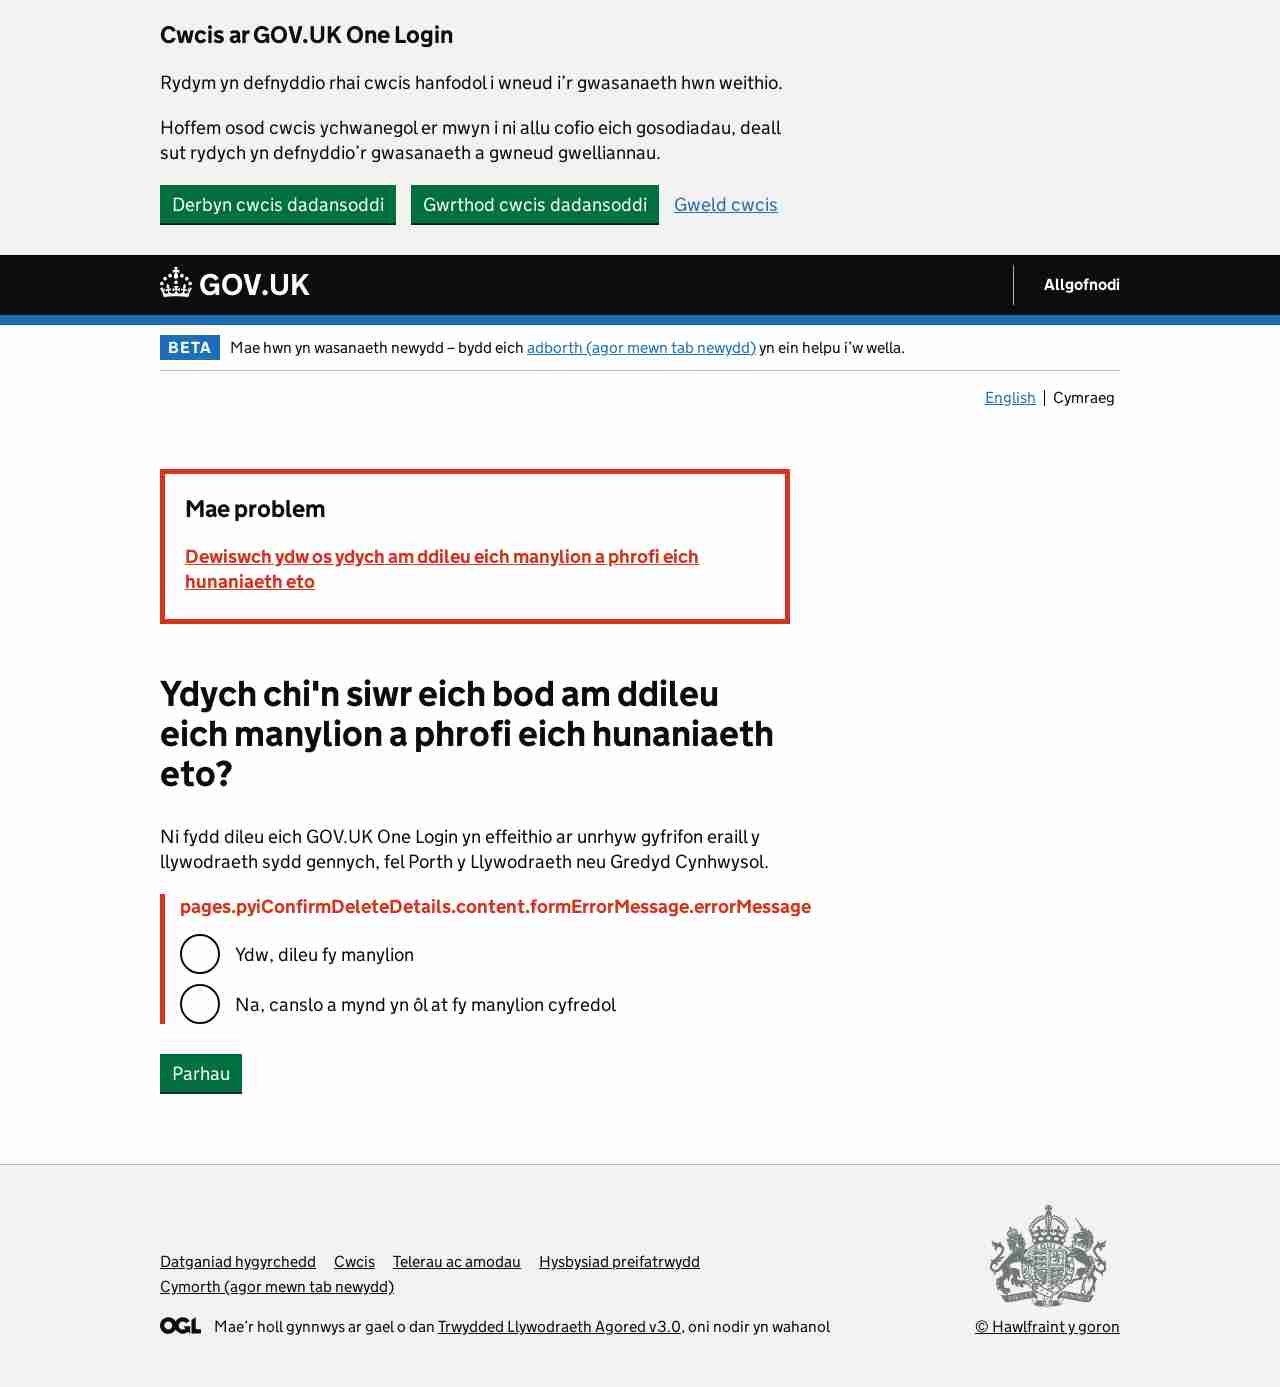 Cwcis ar GOV.UK One Login
Rydym yn defnyddio rhai cwcis hanfodol i wneud i’r gwasanaeth hwn weithio.
Hoffem osod cwcis ychwanegol er mwyn i ni allu cofio eich gosodiadau, deall
sut rydych yn defnyddio’r gwasanaeth a gwneud gwelliannau.
Derbyn cwcis dadansoddi Gwrthod cwcis dadansoddi Gweld cwcis
GOV.UK Allgofnodi
BETA Mae hwn yn wasanaeth newydd – bydd eich adborth (agor mewn tab newydd) yn ein helpu i’w wella.
English Cymraeg
Mae problem
Dewiswch ydw os ydych am ddileu eich manylion a phrofi eich
hunaniaeth eto
Ydych chi'n siwr eich bod am ddileu
eich manylion a phrofi eich hunaniaeth
eto?
Ni fydd dileu eich GOV.UK One Login yn effeithio ar unrhyw gyfrifon eraill y
llywodraeth sydd gennych, fel Porth y Llywodraeth neu Gredyd Cynhwysol.
pages.pyiConfirmDeleteDetails.content.formErrorMessage.errorMessage
Ydw, dileu fy manylion
Na, canslo a mynd yn ôl at fy manylion cyfredol
Parhau
Datganiad hygyrchedd Cwcis Telerau ac amodau Hysbysiad preifatrwydd
Cymorth (agor mewn tab newydd)
OGL Mae’r holl gynnwys ar gael o dan Trwydded Llywodraeth Agored v3.0, oni nodir yn wahanol
© Hawlfraint y goron